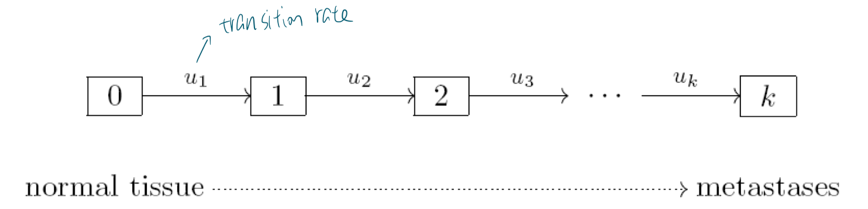 transition rate
u1 u2 u3 uk
0 1 2 ... k
normal tissue metastases